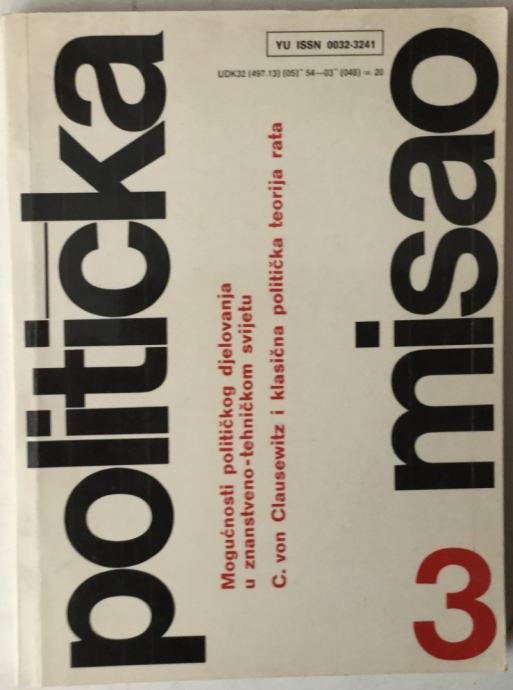 YU ISSN 0032-3241
UDK32 (497.13) (05)" 54—03" (048) = 20
politička
Mogućnosti političkog djelovanja
u znanstveno-tehničkom svijetu
C. von Clausewitz i klasična politička teorija rata
misao
3